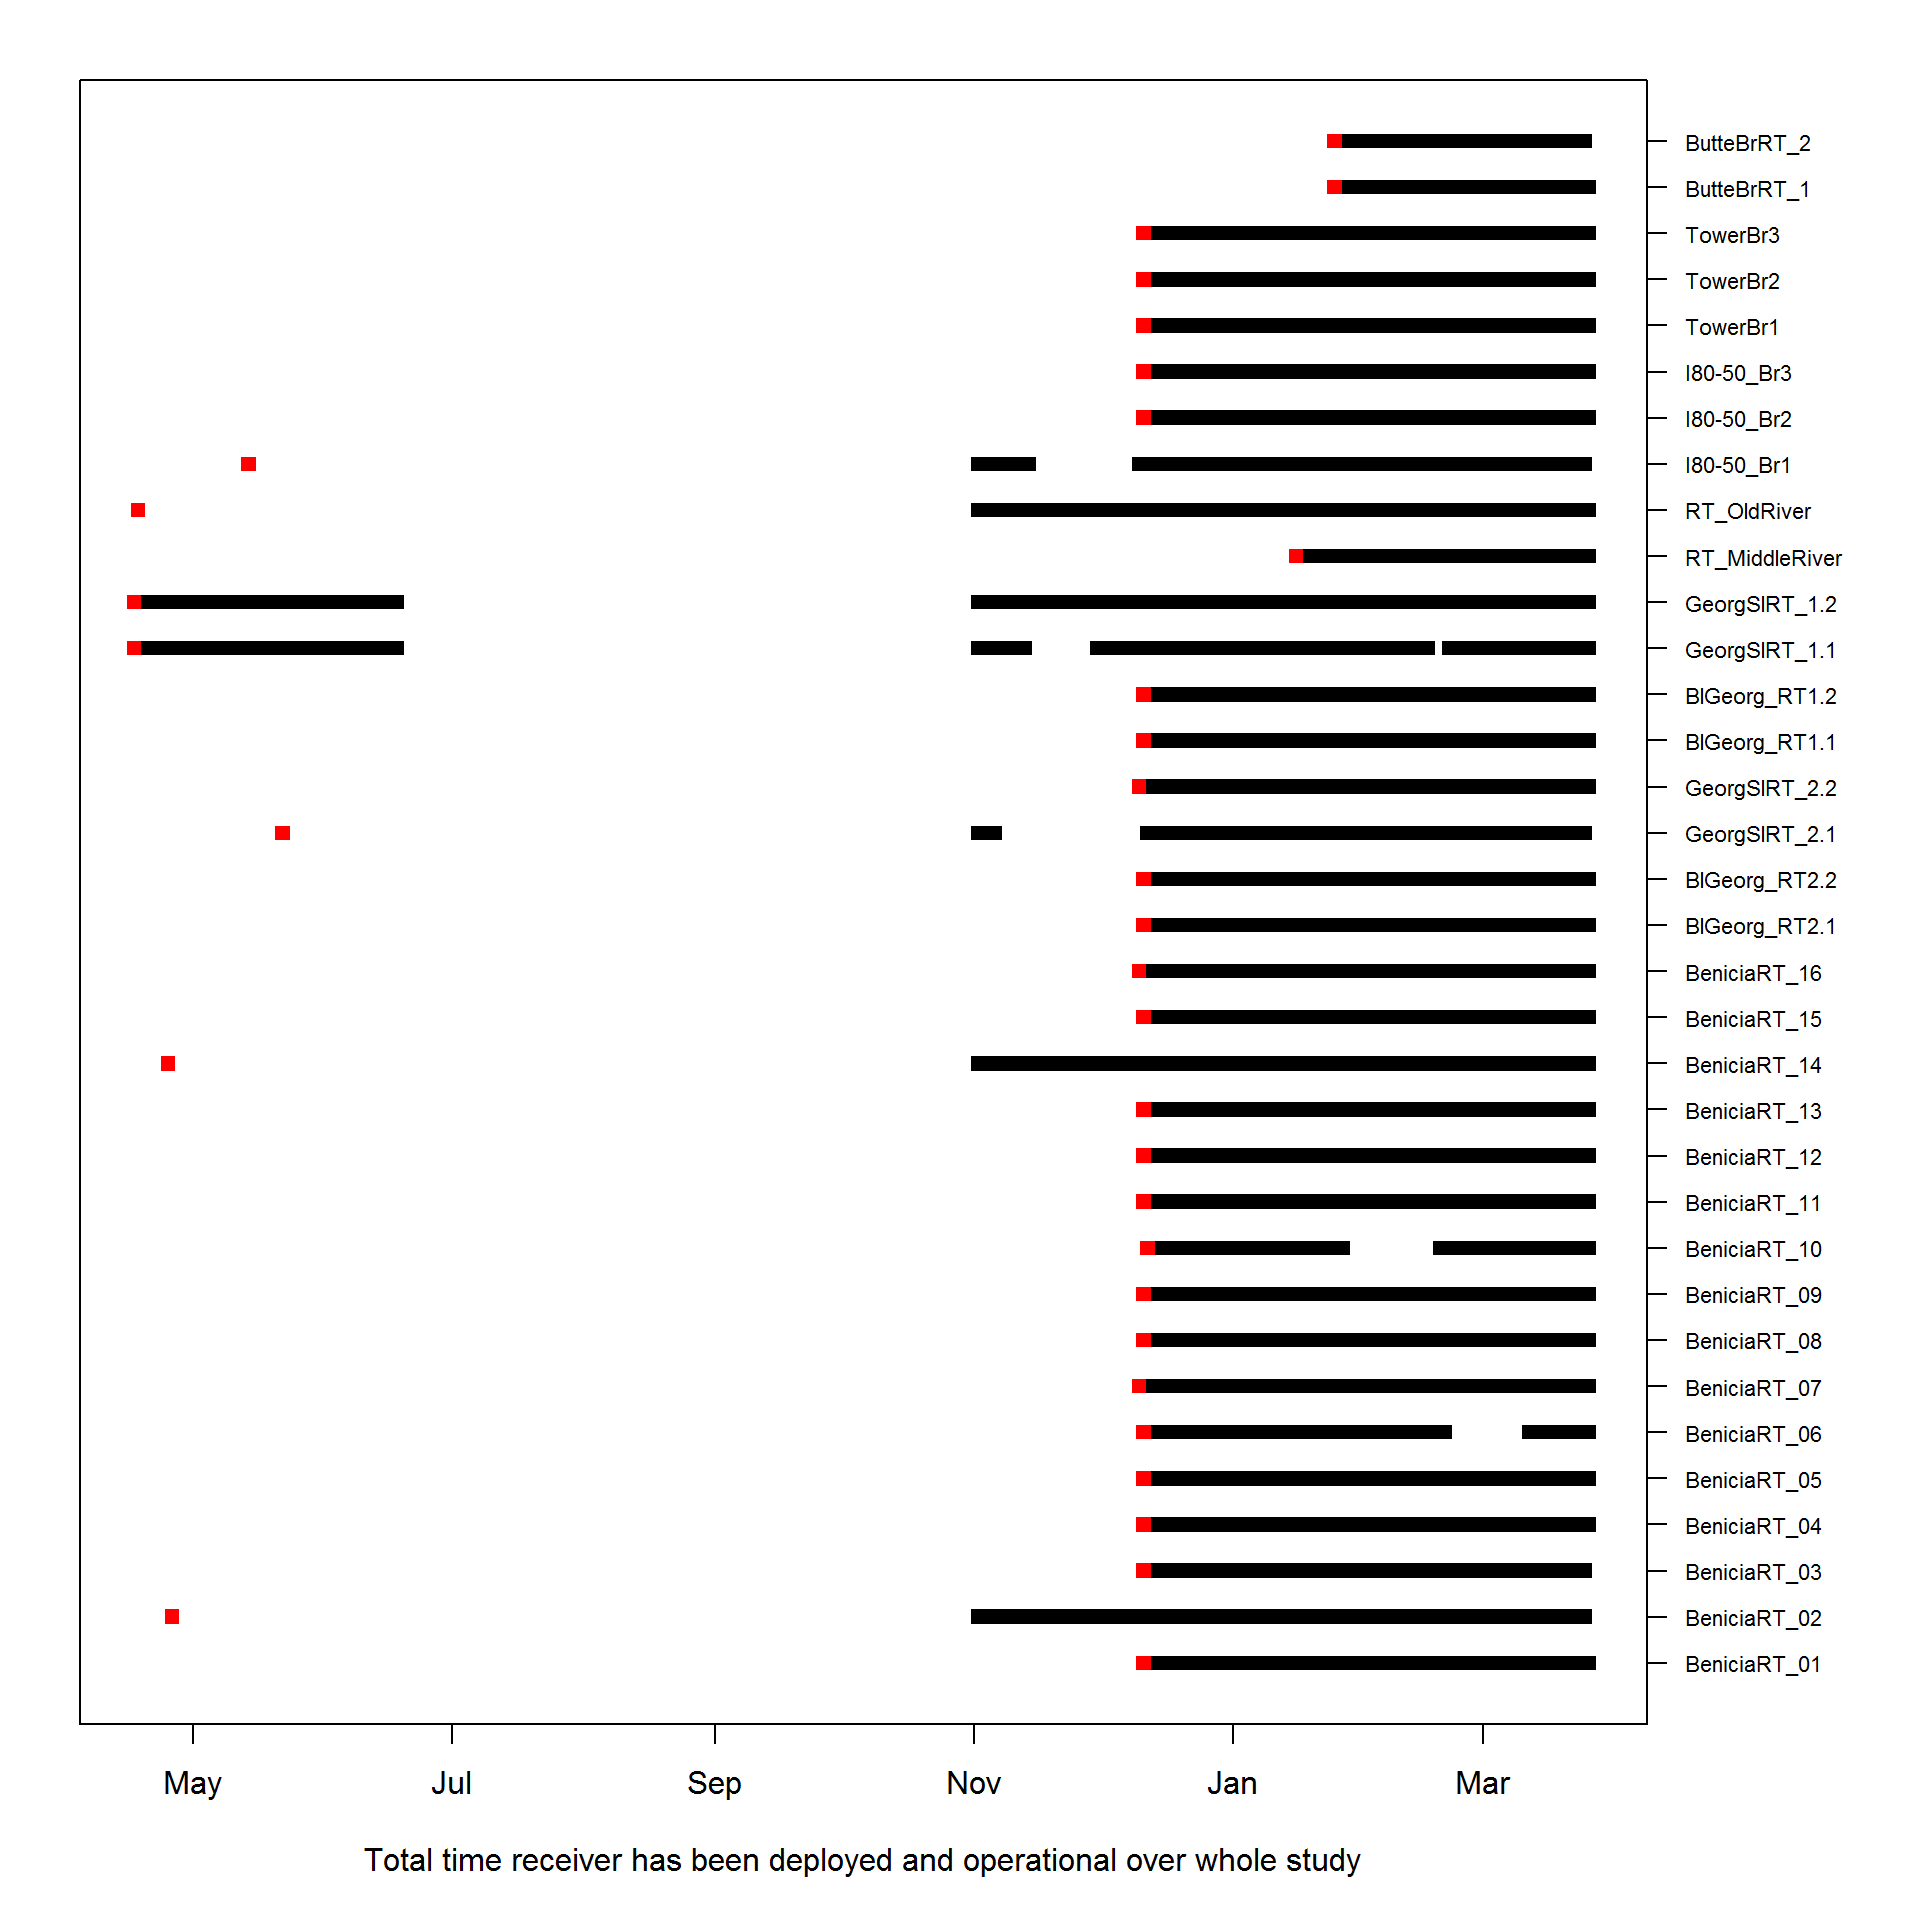 ButteBrRT_2
ButteBrRT_1
TowerBr3
TowerBr2
TowerBr1
I80-50_Br3
I80-50_Br2
I80-50_Br1
RT_OldRiver
RT_MiddleRiver
GeorgSlRT_1.2
GeorgSlRT_1.1
BlGeorg_RT1.2
BlGeorg_RT1.1
GeorgSlRT_2.2
GeorgSlRT_2.1
BlGeorg_RT2.2
BlGeorg_RT2.1
BeniciaRT_16
BeniciaRT_15
BeniciaRT_14
BeniciaRT_13
BeniciaRT_12
BeniciaRT_11
BeniciaRT_10
BeniciaRT_09
BeniciaRT_08
BeniciaRT_07
BeniciaRT_06
BeniciaRT_05
BeniciaRT_04
BeniciaRT_03
BeniciaRT_02
BeniciaRT_01
May Jul Sep Nov Jan Mar
Total time receiver has been deployed and operational over whole study